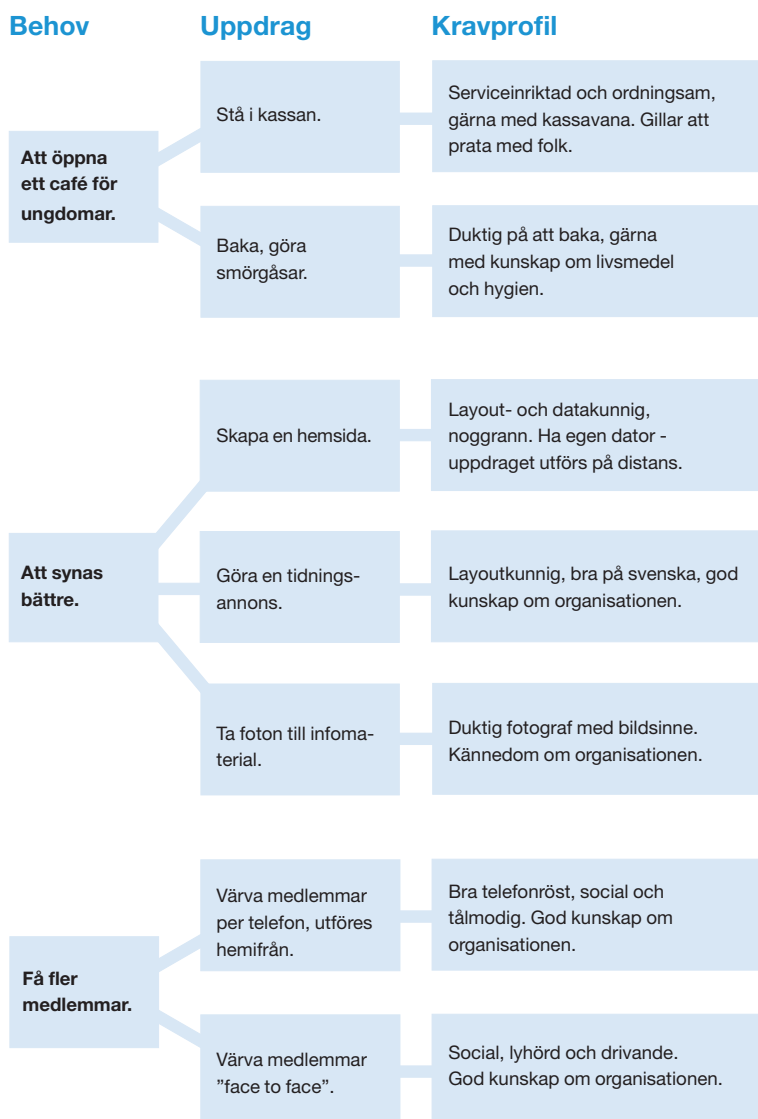 Behov
Uppdrag
Kravprofil
Att öppna
ett café för
ungdomar.
Stå i kassan.
Serviceinriktad och ordningsam,
gärna med kassavana. Gillar att
prata med folk.
Baka, göra
smörgåsar.
Duktig på att baka, gärna
med kunskap om livsmedel
och hygien.
Att synas
bättre.
Skapa en hemsida.
Layout- och datakunnig,
noggrann. Ha egen dator -
uppdraget utförs på distans.
Göra en tidnings-
annons.
Layoutkunnig, bra på svenska, god
kunskap om organisationen.
Ta foton till infoma-
terial.
Duktig fotograf med bildsinne.
Kännedom om organisationen.
Få fler
medlemmar.
Värva medlemmar
per telefon, utföres
hemifrån.
Bra telefonröst, social och
tålmodig. God kunskap om
organisationen.
Värva medlemmar
”face to face”.
Social, lyhörd och drivande.
God kunskap om organisationen.